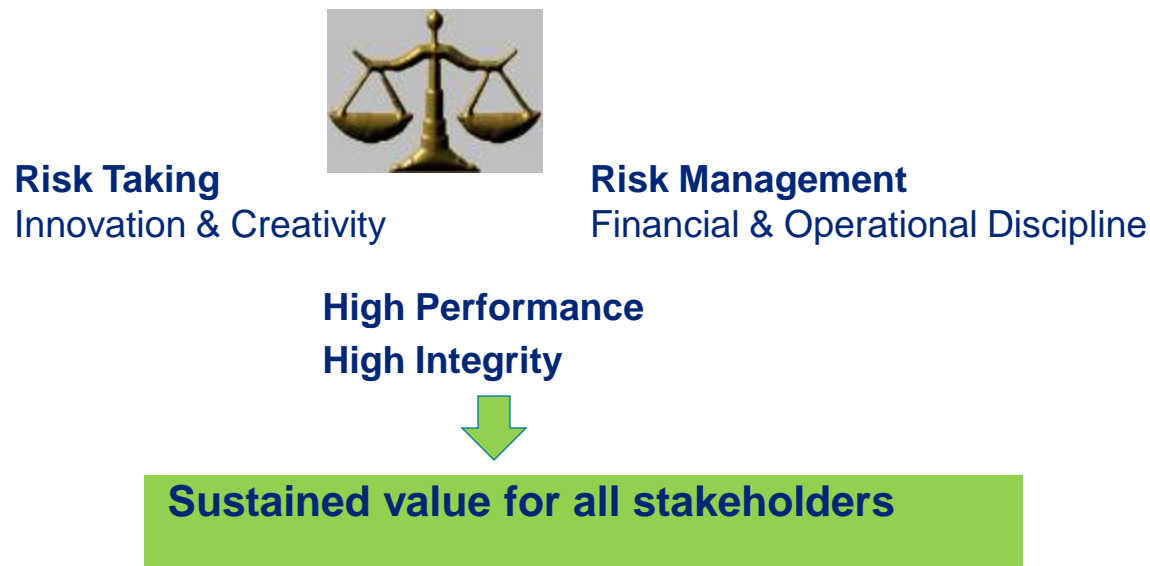 Risk Taking
Innovation & Creativity
Risk Management
Financial & Operational Discipline
High Performance
High Integrity
Sustained value for all stakeholders